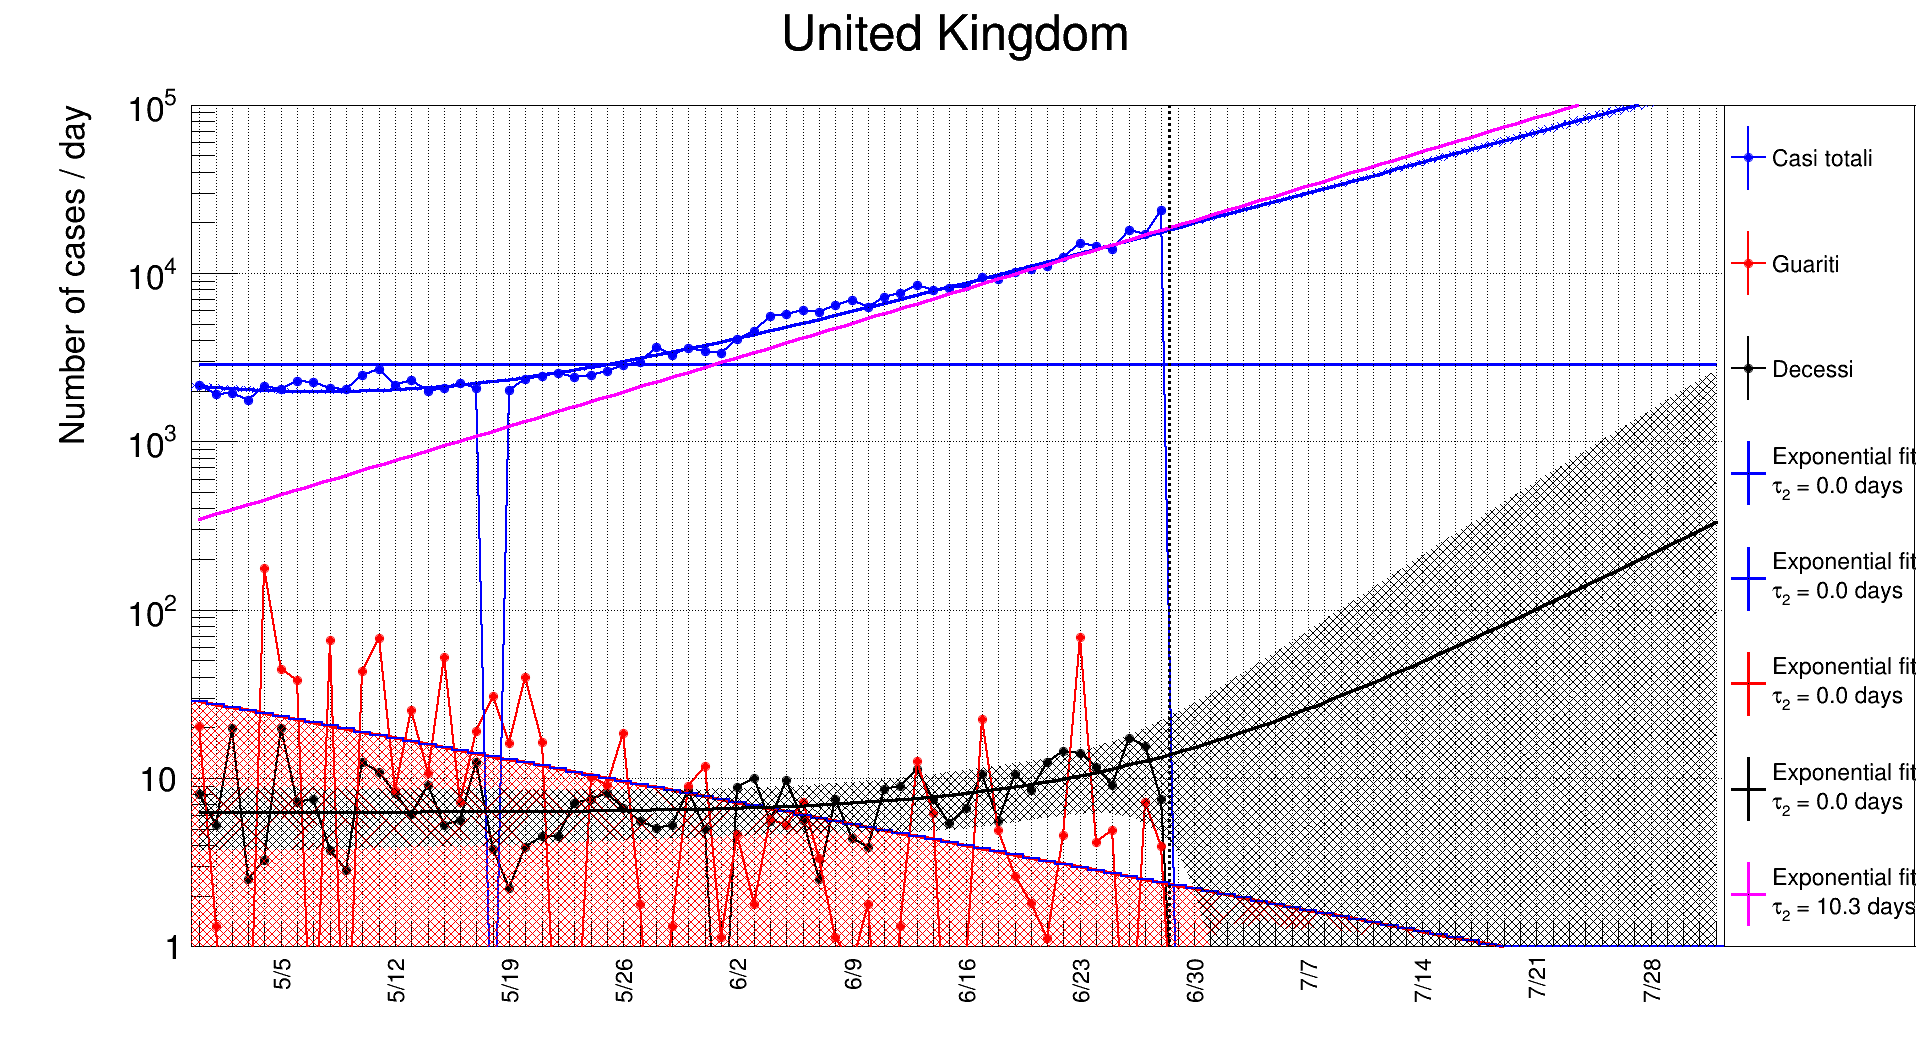 United Kingdom
Number of cases / day
10^5
10^4
10^3
10^2
10
1
5/5
5/12
5/19
5/26
6/2
6/9
6/16
6/23
6/30
7/7
7/14
7/21
7/28
Casi totali
Guariti
Decessi
Exponential fit
τ2 = 0.0 days
Exponential fit
τ2 = 0.0 days
Exponential fit
τ2 = 0.0 days
Exponential fit
τ2 = 0.0 days
Exponential fit
τ2 = 10.3 days